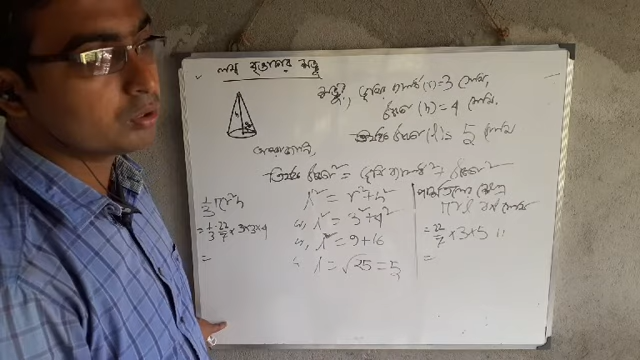 লম্ব বৃত্তাকার শঙ্কু
ভূমির ব্যাসার্ধ (r) = 3 সেমি,
উচ্চতা (h) = 4 সেমি.
তির্যক উচ্চতা (l) = 5 সেমি
আমরা জানি,
তির্যক উচ্চতা² = ভূমির ব্যাসার্ধ² + উচ্চতা²
l² = r² + h²
l² = 3² + 4²
l² = 9 + 16
l = √25 = 5
1/3 πr²h
= 1/3 · 22/7 × 3×3×4
=
πrl বর্গ সেমি
= 22/7 × 3 × 5 "
=